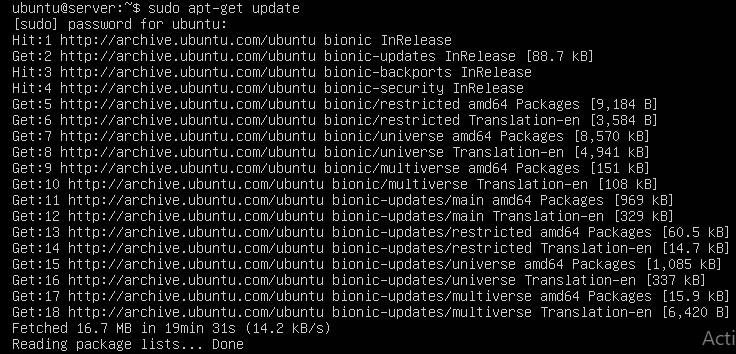 ubuntu@server:~$ sudo apt-get update
[sudo] password for ubuntu:
Hit:1 http://archive.ubuntu.com/ubuntu bionic InRelease
Get:2 http://archive.ubuntu.com/ubuntu bionic-updates InRelease [88.7 kB]
Hit:3 http://archive.ubuntu.com/ubuntu bionic-backports InRelease
Hit:4 http://archive.ubuntu.com/ubuntu bionic-security InRelease
Get:5 http://archive.ubuntu.com/ubuntu bionic/restricted amd64 Packages [9,184 B]
Get:6 http://archive.ubuntu.com/ubuntu bionic/restricted Translation-en [3,584 B]
Get:7 http://archive.ubuntu.com/ubuntu bionic/universe amd64 Packages [8,570 kB]
Get:8 http://archive.ubuntu.com/ubuntu bionic/universe Translation-en [4,941 kB]
Get:9 http://archive.ubuntu.com/ubuntu bionic/multiverse amd64 Packages [151 kB]
Get:10 http://archive.ubuntu.com/ubuntu bionic/multiverse Translation-en [108 kB]
Get:11 http://archive.ubuntu.com/ubuntu bionic-updates/main amd64 Packages [969 kB]
Get:12 http://archive.ubuntu.com/ubuntu bionic-updates/main Translation-en [329 kB]
Get:13 http://archive.ubuntu.com/ubuntu bionic-updates/restricted amd64 Packages [60.5 kB]
Get:14 http://archive.ubuntu.com/ubuntu bionic-updates/restricted Translation-en [14.7 kB]
Get:15 http://archive.ubuntu.com/ubuntu bionic-updates/universe amd64 Packages [1,085 kB]
Get:16 http://archive.ubuntu.com/ubuntu bionic-updates/universe Translation-en [337 kB]
Get:17 http://archive.ubuntu.com/ubuntu bionic-updates/multiverse amd64 Packages [15.9 kB]
Get:18 http://archive.ubuntu.com/ubuntu bionic-updates/multiverse Translation-en [6,420 B]
Fetched 16.7 MB in 19min 31s (14.2 kB/s)
Reading package lists... Done
Acti